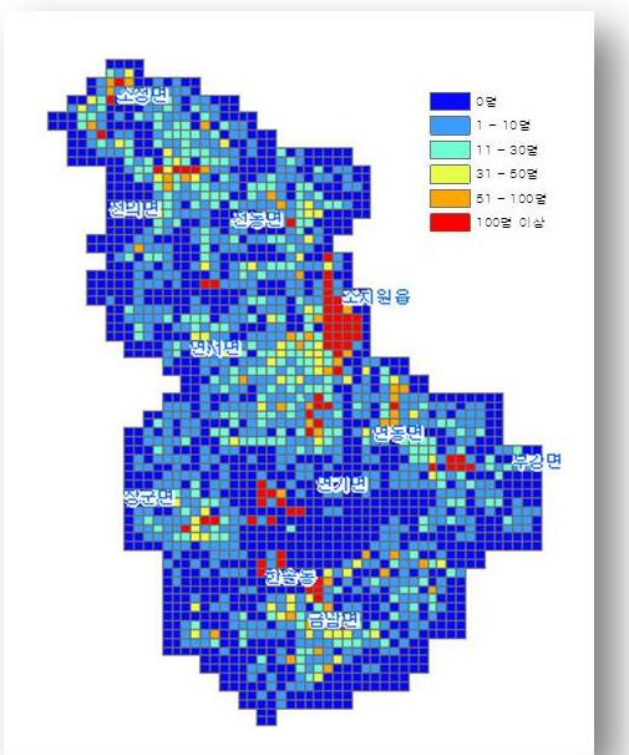 0명
1 - 10명
11 - 30명
31 - 50명
51 - 100명
100명 이상
소정면
전의면
전동면
조치원읍
연서면
연동면
부강면
연기면
장군면
한솔동
금남면